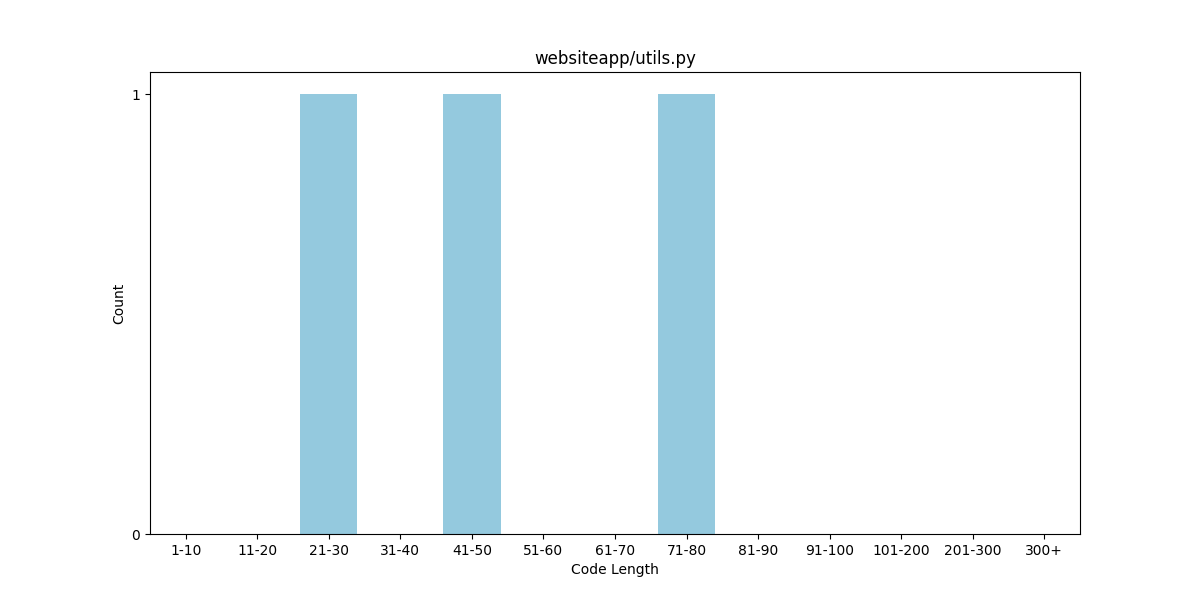 websiteapp/utils.py
Count
1
0
1-10 11-20 21-30 31-40 41-50 51-60 61-70 71-80 81-90 91-100 101-200 201-300 300+
Code Length